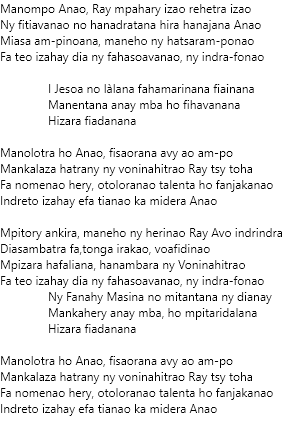 Manompo Anao, Ray mpahary izao rehetra izao
Ny fitiavanao no hanadratana hira hanajana Anao
Miasa am-pinoana, maneho ny hatsaram-ponao
Fa teo izahay dia ny fahasoavanao, ny indra-fonao
I Jesoa no làlana fahamarinana fiainana
Manentana anay mba ho fihavanana
Hizara fiadanana
Manolotra ho Anao, fisaorana avy ao am-po
Mankalaza hatrany ny voninahitrao Ray tsy toha
Fa nomenao hery, otoloranao talenta ho fanjakanao
Indreto izahay efa tianao ka midera Anao
Mpitory ankira, maneho ny herinao Ray Avo indrindra
Diasambatra fa,tonga irakao, voafidinao
Mpizara hafaliana, hanambara ny Voninahitrao
Fa teo izahay dia ny fahasoavanao, ny indra-fonao
Ny Fanahy Masina no mitantana ny dianay
Mankahery anay mba, ho mpitaridalana
Hizara fiadanana
Manolotra ho Anao, fisaorana avy ao am-po
Mankalaza hatrany ny voninahitrao Ray tsy toha
Fa nomenao hery, otoloranao talenta ho fanjakanao
Indreto izahay efa tianao ka midera Anao